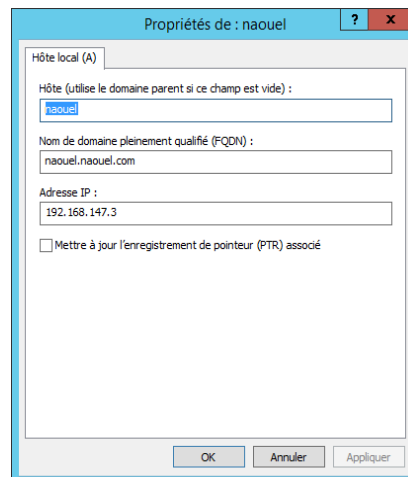 Propriétés de : naouel
? x
Hôte local (A)
Hôte (utilise le domaine parent si ce champ est vide) :
naouel
Nom de domaine pleinement qualifié (FQDN) :
naouel.naouel.com
Adresse IP :
192.168.147.3
Mettre à jour l'enregistrement de pointeur (PTR) associé
OK Annuler Appliquer